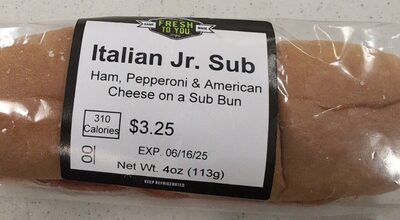 FRESH
TO YOU
Italian Jr. Sub
Ham, Pepperoni & American
Cheese on a Sub Bun
310
Calories
$3.25
EXP. 06/16/25
00
Net Wt. 4oz (113g)
KEEP REFRIGERATED